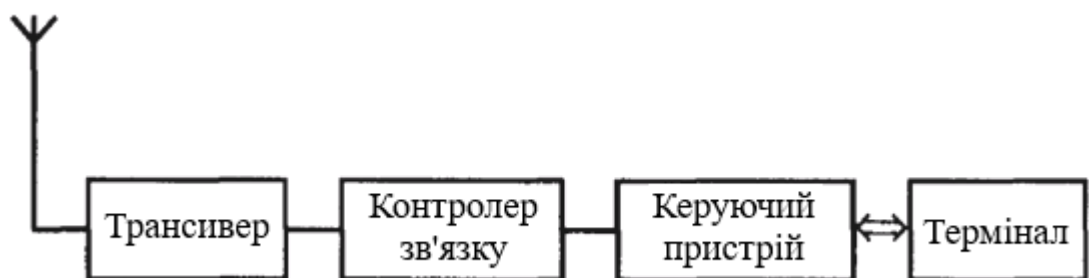 Трансивер
Контролер
зв'язку
Керуючий
пристрій
Термінал